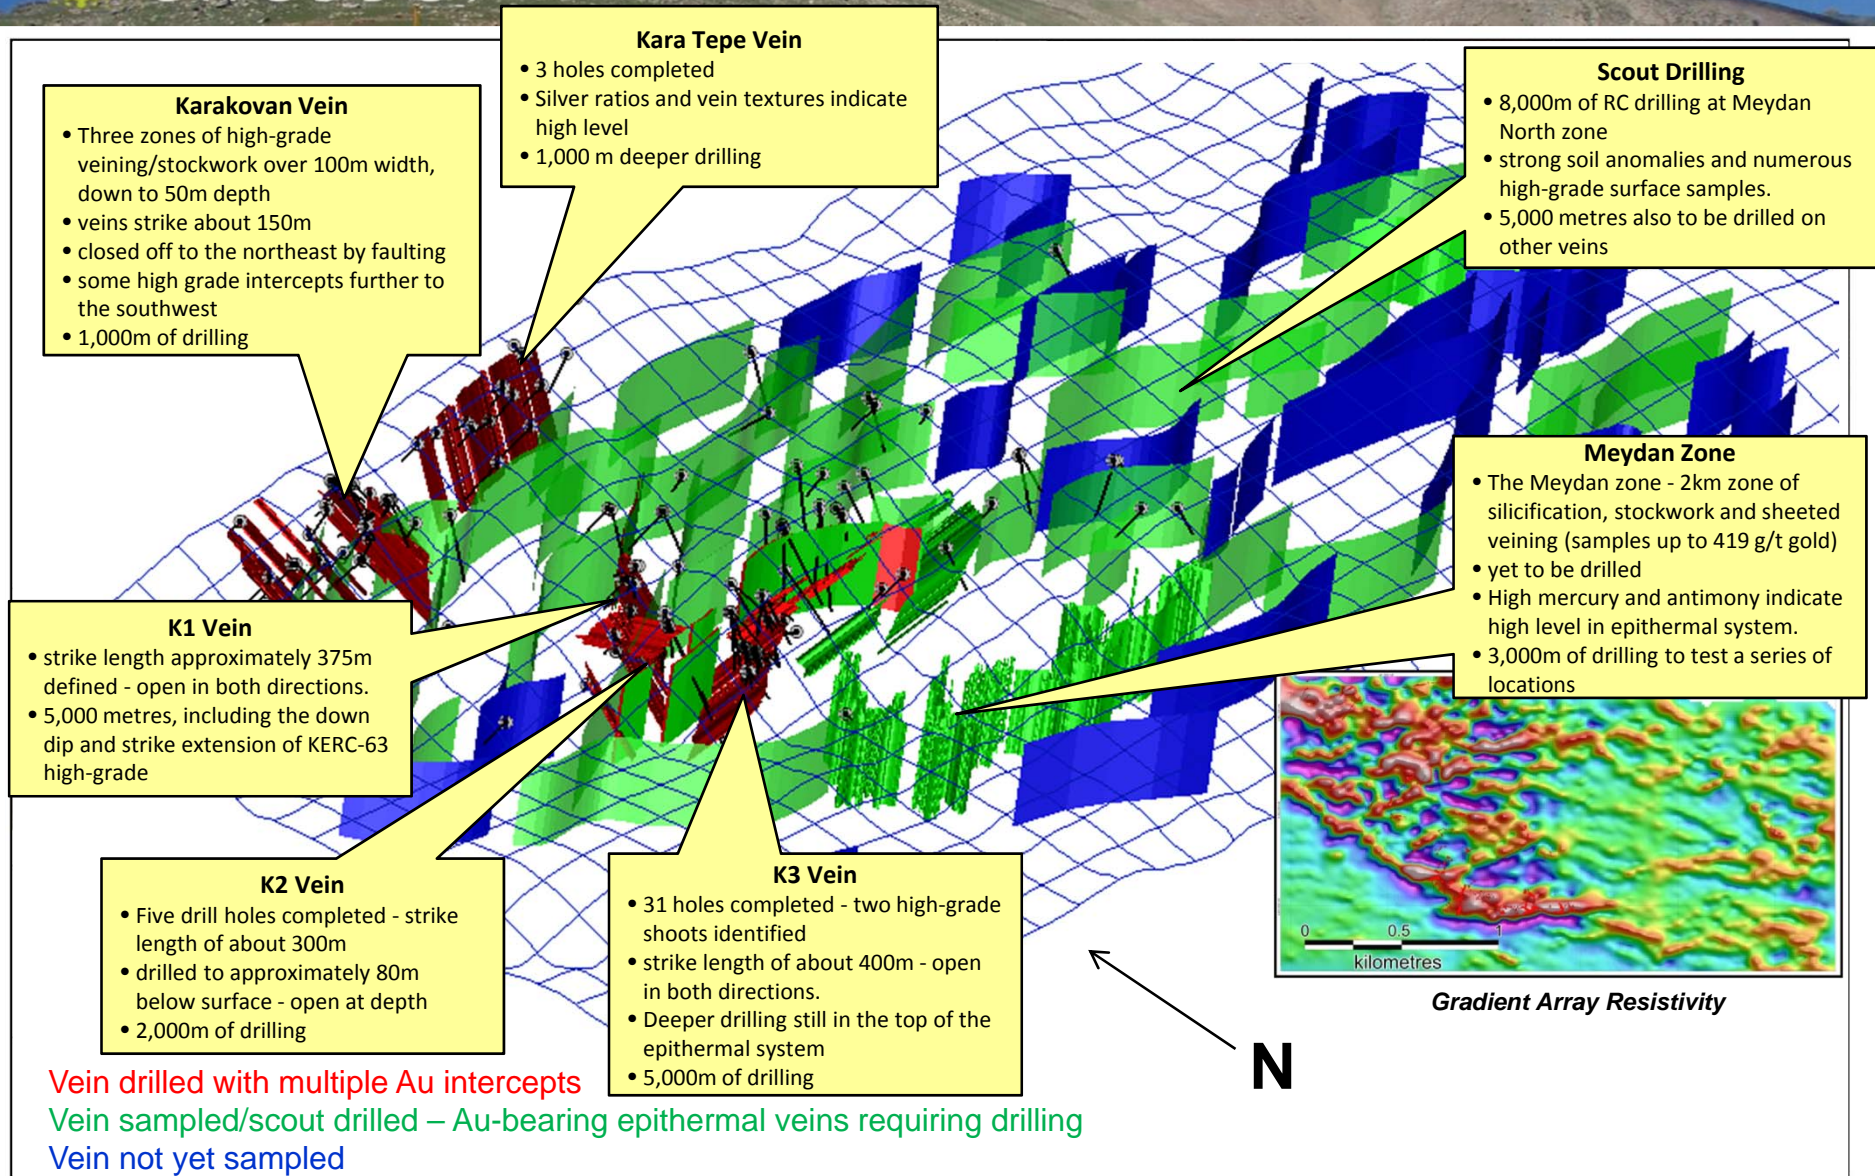 Kara Tepe Vein
• 3 holes completed
• Silver ratios and vein textures indicate
high level
• 1,000 m deeper drilling
Scout Drilling
• 8,000m of RC drilling at Meydan
North zone
• strong soil anomalies and numerous
high-grade surface samples.
• 5,000 metres also to be drilled on
other veins
Karakovan Vein
• Three zones of high-grade
veining/stockwork over 100m width,
down to 50m depth
• veins strike about 150m
• closed off to the northeast by faulting
• some high grade intercepts further to
the southwest
• 1,000m of drilling
Meydan Zone
• The Meydan zone - 2km zone of
silicification, stockwork and sheeted
veining (samples up to 419 g/t gold)
• yet to be drilled
• High mercury and antimony indicate
high level in epithermal system.
• 3,000m of drilling to test a series of
locations
K1 Vein
• strike length approximately 375m
defined - open in both directions.
• 5,000 metres, including the down
dip and strike extension of KERC-63
high-grade
K2 Vein
• Five drill holes completed - strike
length of about 300m
• drilled to approximately 80m
below surface - open at depth
• 2,000m of drilling
K3 Vein
• 31 holes completed - two high-grade
shoots identified
• strike length of about 400m - open
in both directions.
• Deeper drilling still in the top of the
epithermal system
• 5,000m of drilling
0 0.5 1
kilometres
Gradient Array Resistivity
N
Vein drilled with multiple Au intercepts
Vein sampled/scout drilled – Au-bearing epithermal veins requiring drilling
Vein not yet sampled